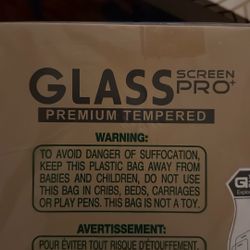 GLASS SCREEN PRO+
PREMIUM TEMPERED
WARNING:
TO AVOID DANGER OF SUFFOCATION,
KEEP THIS PLASTIC BAG AWAY FROM
BABIES AND CHILDREN, DO NOT USE
THIS BAG IN CRIBS, BEDS, CARRIAGES
OR PLAY PENS. THIS BAG IS NOT A TOY.
AVERTISSEMENT:
POUR ÉVITER TOUT RISQUE D'ÉTOUFFEMENT,